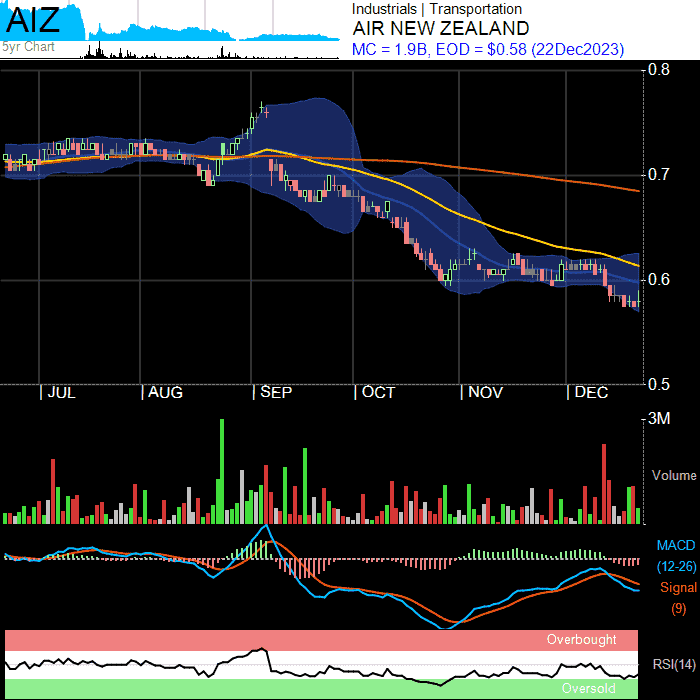 AIZ
5yr Chart
Industrials | Transportation
AIR NEW ZEALAND
MC = 1.9B, EOD = $0.58 (22Dec2023)
0.8
0.7
0.6
0.5
| JUL | AUG | SEP | OCT | NOV | DEC
3M
Volume
MACD
(12-26)
Signal
(9)
Overbought
RSI(14)
Oversold